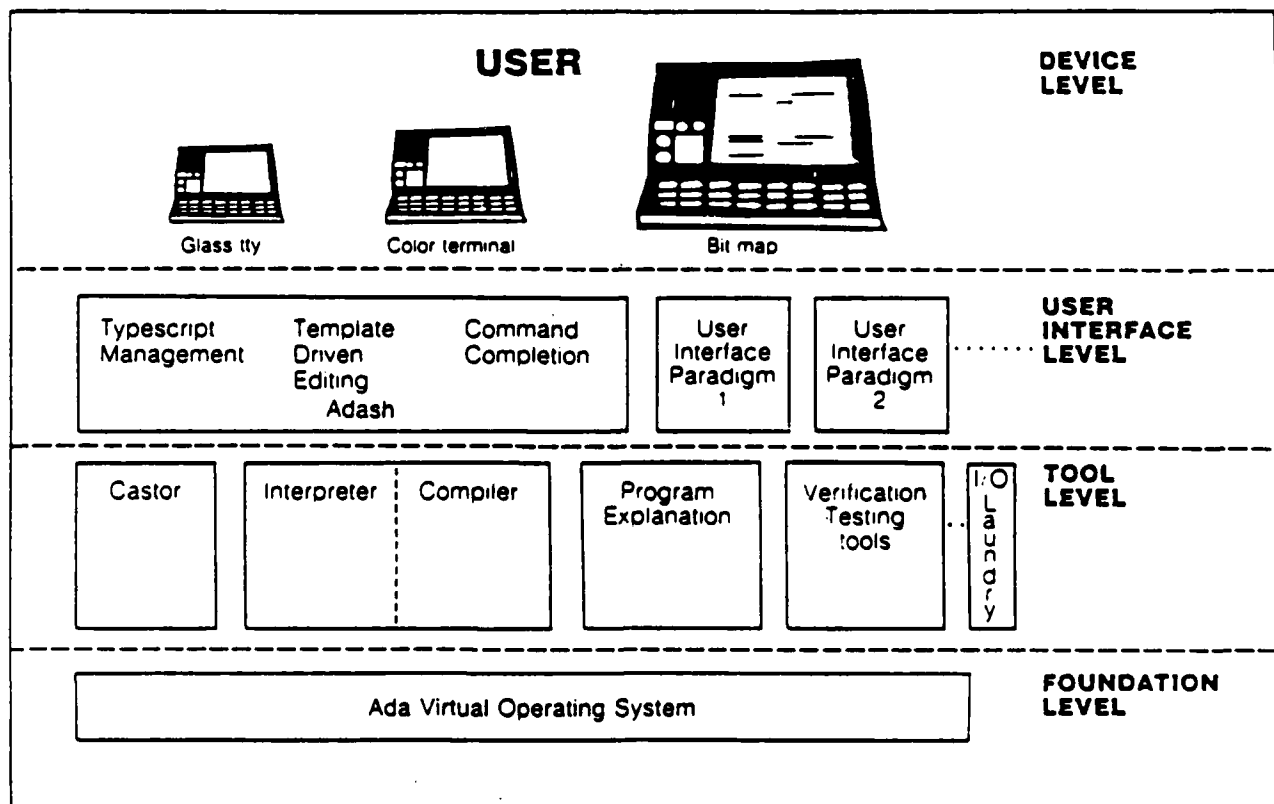 USER
DEVICE
LEVEL
Glass tty
Color terminal
Bit map
Typescript
Management
Template
Driven
Editing
Command
Completion
Adash
User
Interface
Paradigm
1
User
Interface
Paradigm
2
USER
INTERFACE
LEVEL
Castor
Interpreter
Compiler
Program
Explanation
Verification
Testing
tools
I/O
Laundry
TOOL
LEVEL
Ada Virtual Operating System
FOUNDATION
LEVEL